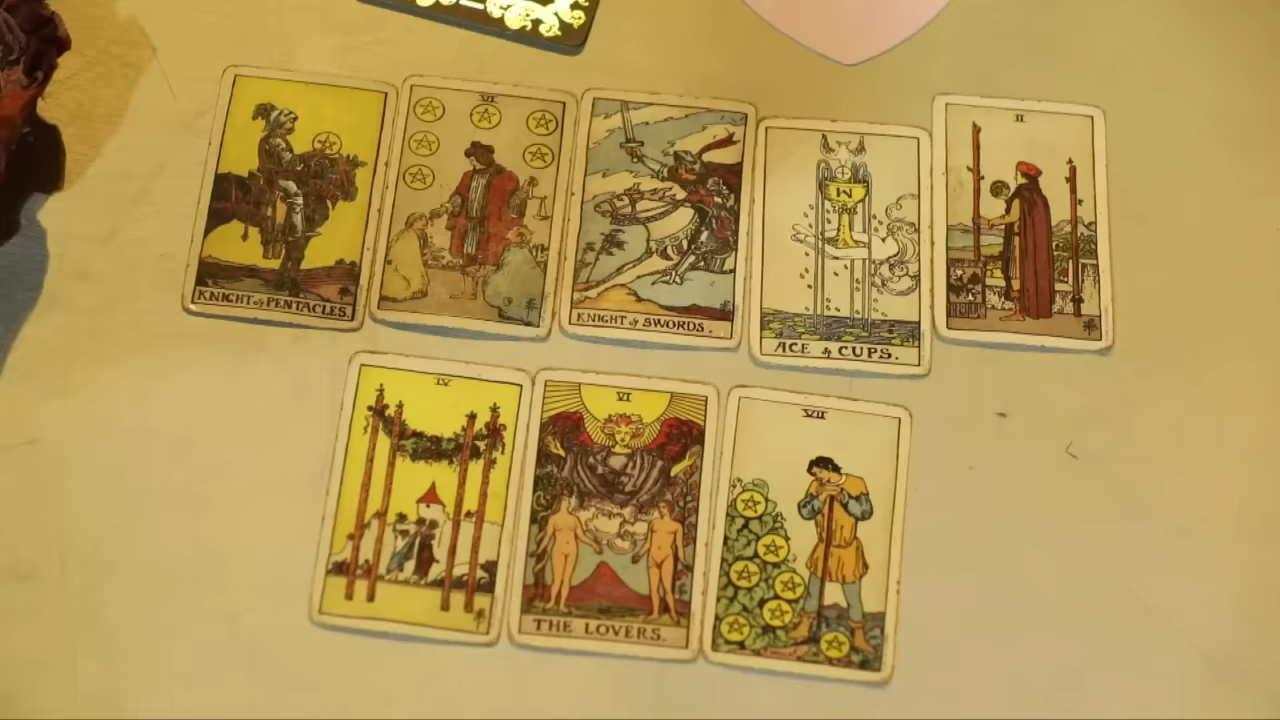 KNIGHT of PENTACLES.
VI
KNIGHT of SWORDS.
ACE of CUPS.
II
IV
VI
THE LOVERS.
VII